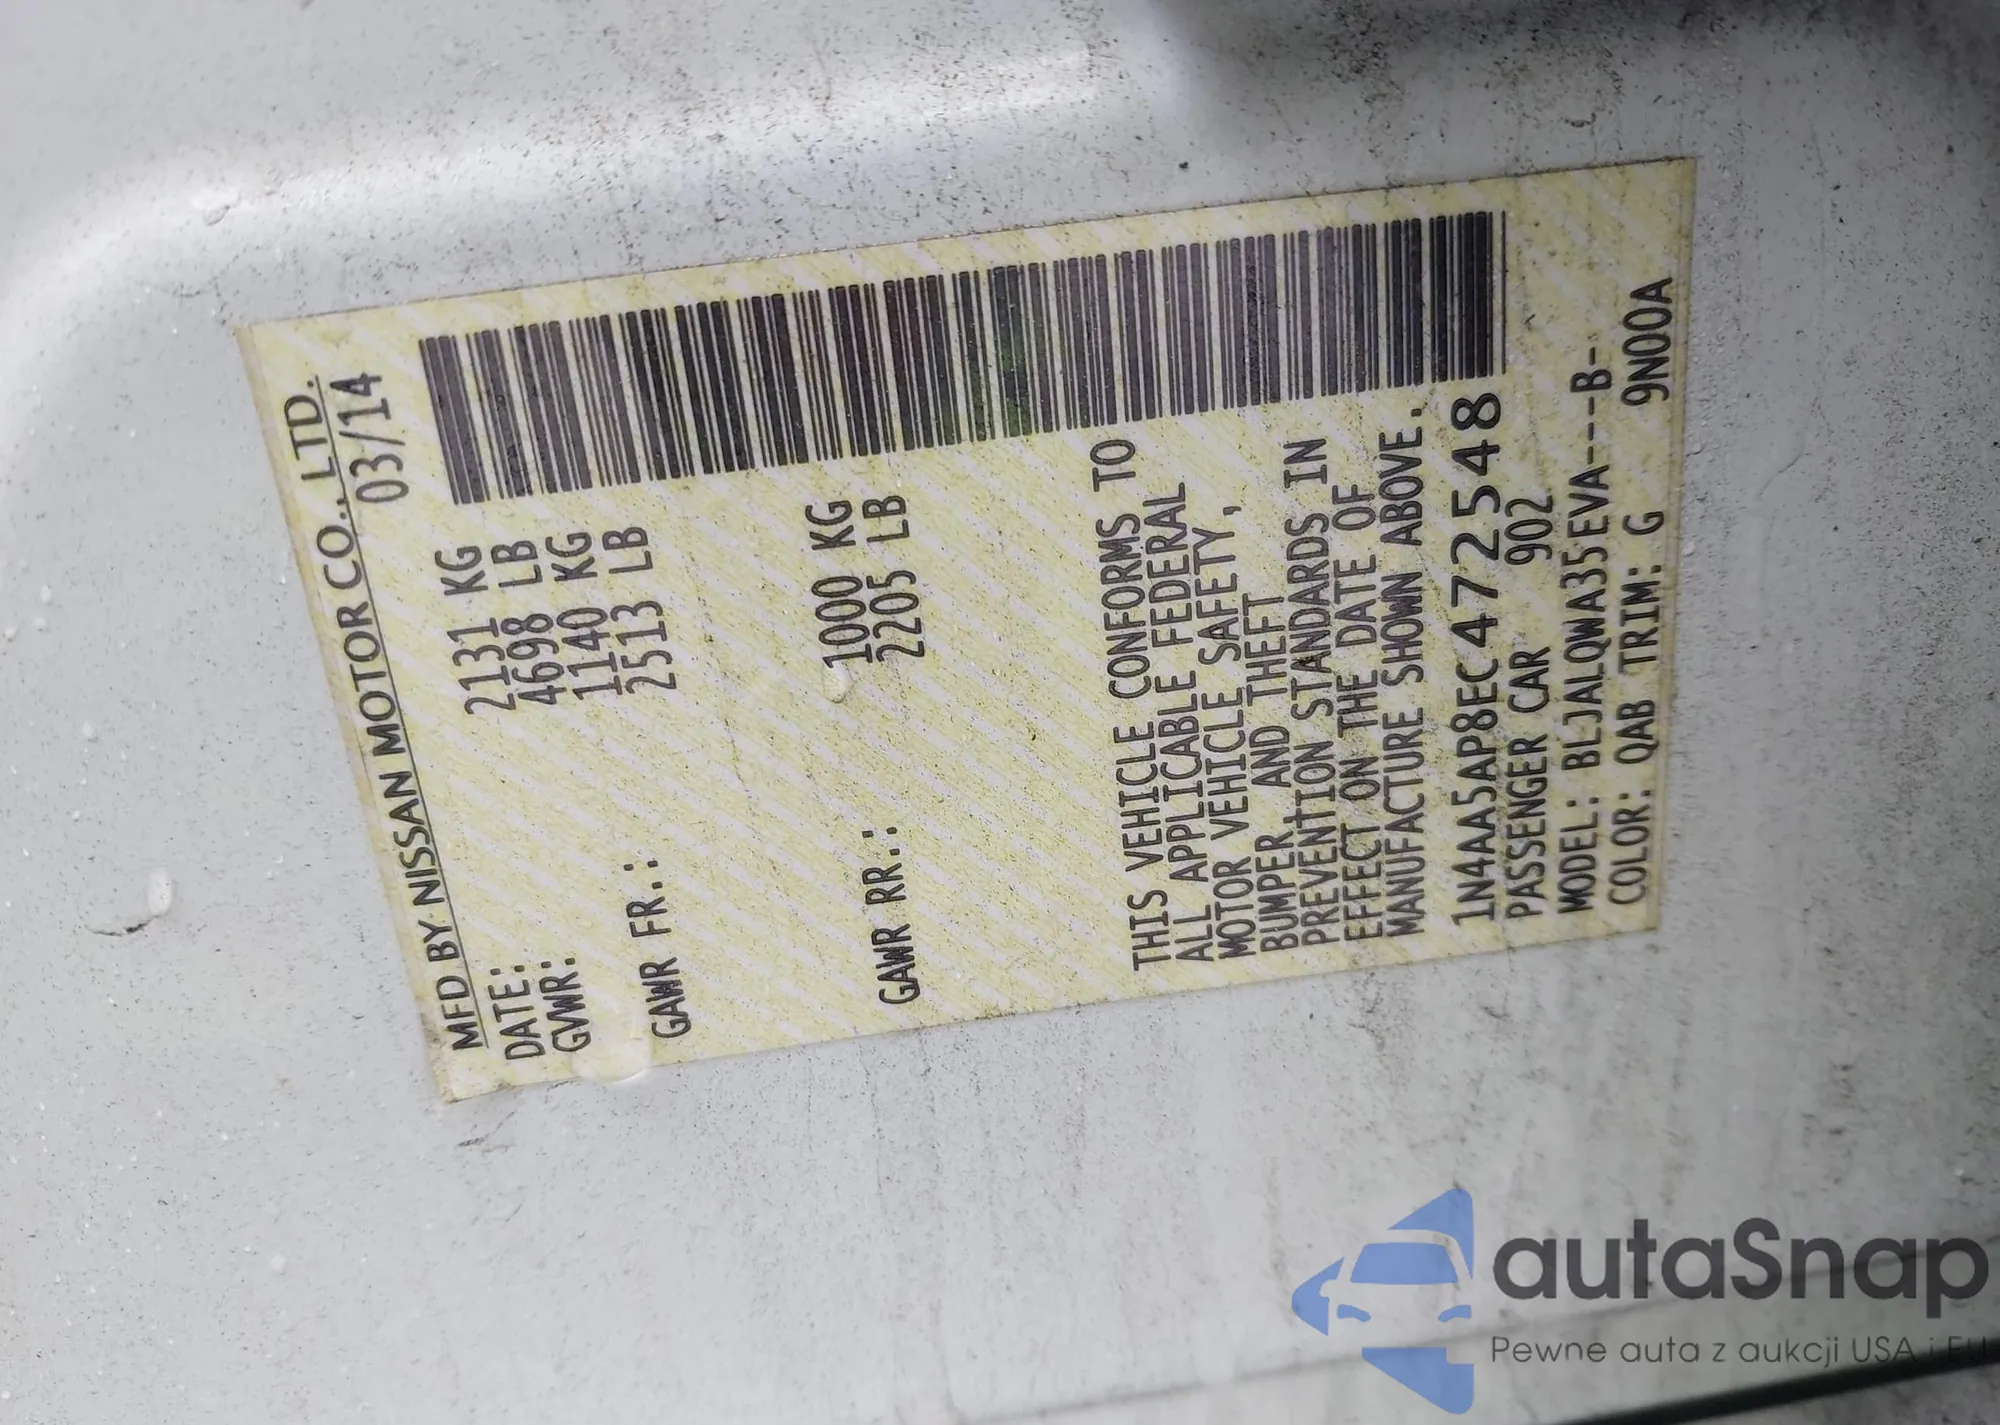 MFD BY NISSAN MOTOR CO., LTD.
DATE: 03/14
GVWR: 2131 KG
4698 LB
1140 KG
GAWR FR.: 2513 LB
1000 KG
GAWR RR.: 2205 LB
THIS VEHICLE CONFORMS TO
ALL APPLICABLE FEDERAL
MOTOR VEHICLE SAFETY,
BUMPER AND THEFT
PREVENTION STANDARDS IN
EFFECT ON THE DATE OF
MANUFACTURE SHOWN ABOVE.
1N4AA5AP8EC472548
PASSENGER CAR 902
MODEL: BLJALQWA35EVA---B-
COLOR: QAB TRIM: G 9N00A
autaSnap
Pewne auta z aukcji USA i EU